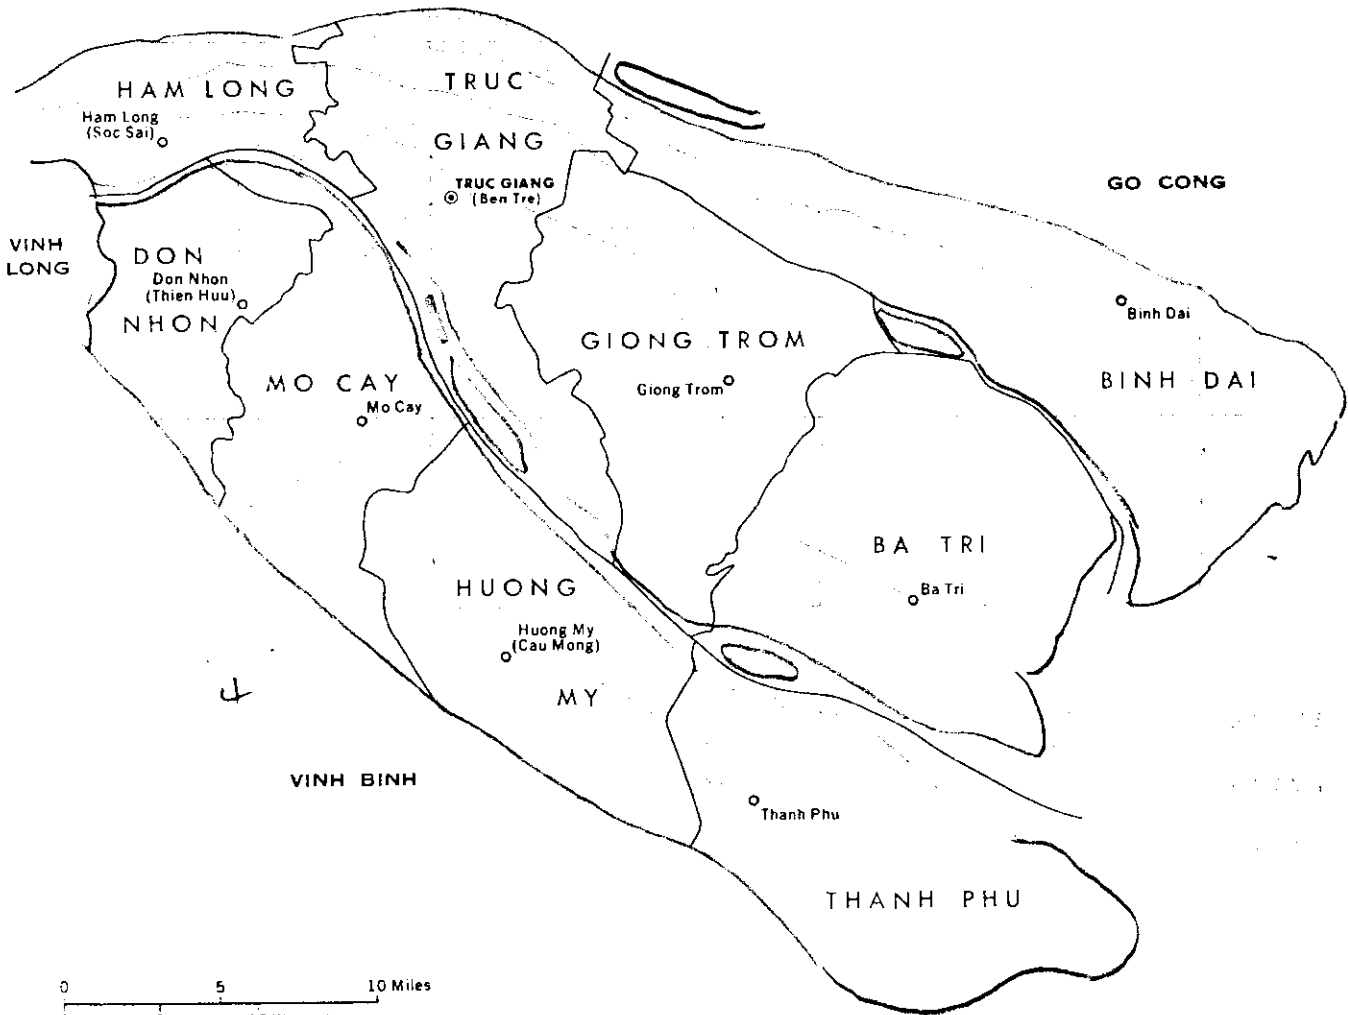 HAM LONG
Ham Long
(Soc Sai)
TRUC
GIANG
TRUC GIANG
(Ben Tre)
GO CONG
VINH
LONG
DON
Don Nhon
(Thien Huu)
NHON
MO CAY
Mo Cay
GIONG TROM
Giong Trom
Binh Dai
BINH DAI
BA TRI
Ba Tri
HUONG
Huong My
(Cau Mong)
MY
VINH BINH
Thanh Phu
THANH PHU
0 5 10 Miles